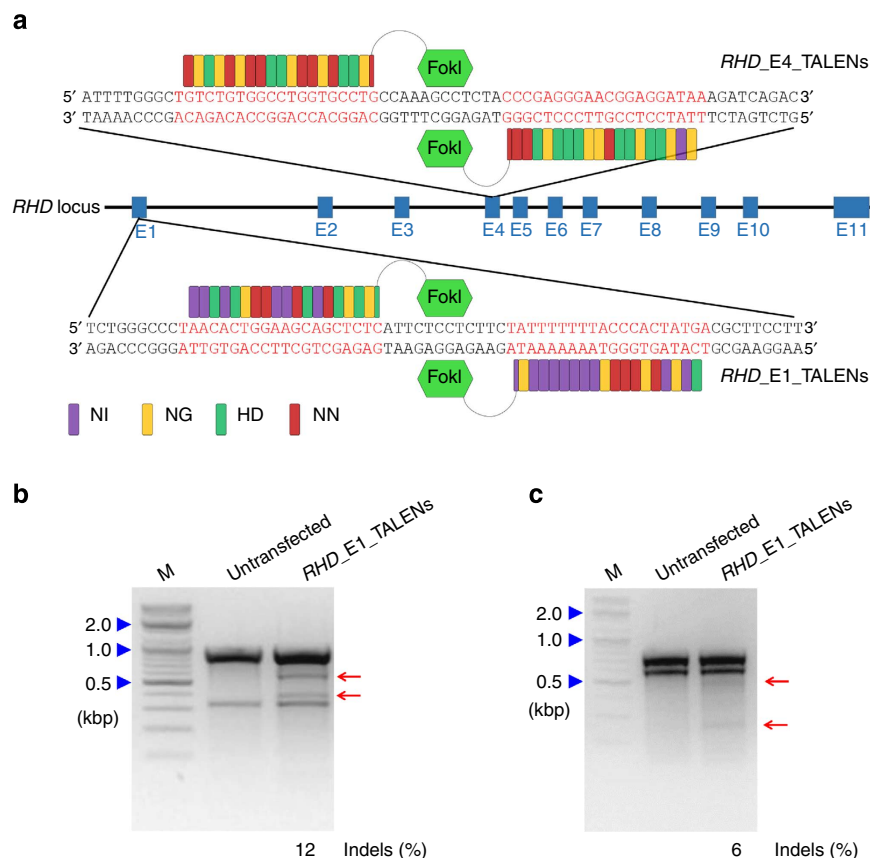 a
FokI
RHD_E4_TALENs
5′ ATTTTGGGCTGTCTGTGGCCTGGTGCCTGCCAAAGCCTCTACCCGAGGGAACGGAGGATAAAGATCAGAC3′
3′ TAAAACCCGACAGACACCGGACCACGGACGGTTTCGGAGATGGGCTCCCTTGCCTCCTATTTCTAGTCTG5′
FokI
RHD locus
E1
E2
E3
E4
E5
E6
E7
E8
E9
E10
E11
FokI
5′ TCTGGGCCCTAACACTGGAAGCAGCTCTCATTCTCCTCTTCTATTTTTTTACCCACTATGACGCTTCCTT3′
3′ AGACCCGGGATTGTGACCTTCGTCGAGAGTAAGAGGAGAAGATAAAAAAATGGGTGATACTGCGAAGGAA5′
FokI
RHD_E1_TALENs
NI
NG
HD
NN
b
M
Untransfected
RHD_E1_TALENs
2.0
1.0
0.5
(kbp)
12 Indels (%)
c
M
Untransfected
RHD_E1_TALENs
2.0
1.0
0.5
(kbp)
6 Indels (%)